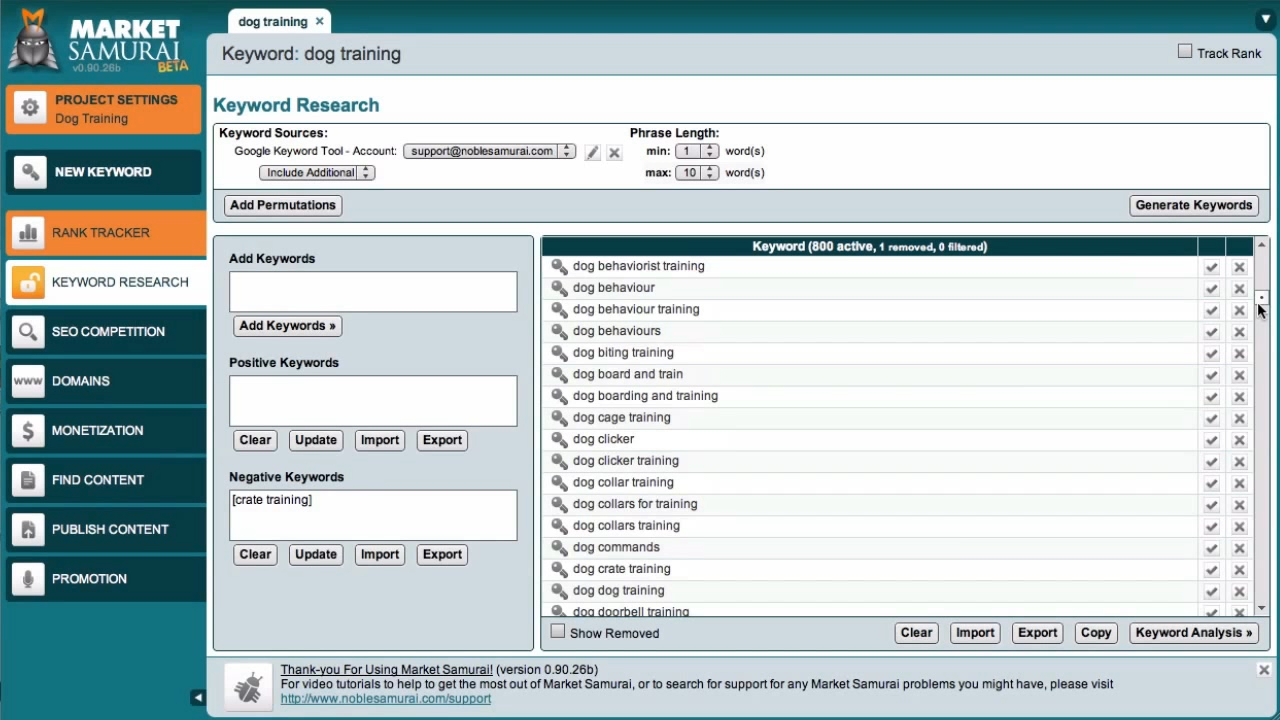 MARKET
SAMURAI
v0.90.26b BETA
dog training ×
Keyword: dog training
Track Rank
PROJECT SETTINGS
Dog Training
NEW KEYWORD
RANK TRACKER
KEYWORD RESEARCH
SEO COMPETITION
www DOMAINS
$ MONETIZATION
FIND CONTENT
PUBLISH CONTENT
PROMOTION
Keyword Research
Keyword Sources:
Google Keyword Tool - Account: support@noblesamurai.com
Include Additional
Phrase Length:
min: 1 word(s)
max: 10 word(s)
Add Permutations
Generate Keywords
Add Keywords
Add Keywords »
Positive Keywords
Clear Update Import Export
Negative Keywords
[crate training]
Clear Update Import Export
Keyword (800 active, 1 removed, 0 filtered)
dog behaviorist training
dog behaviour
dog behaviour training
dog behaviours
dog biting training
dog board and train
dog boarding and training
dog cage training
dog clicker
dog clicker training
dog collar training
dog collars for training
dog collars training
dog commands
dog crate training
dog dog training
dog doorbell training
Show Removed
Clear Import Export Copy Keyword Analysis »
Thank-you For Using Market Samurai! (version 0.90.26b)
For video tutorials to help to get the most out of Market Samurai, or to search for support for any Market Samurai problems you might have, please visit
http://www.noblesamurai.com/support